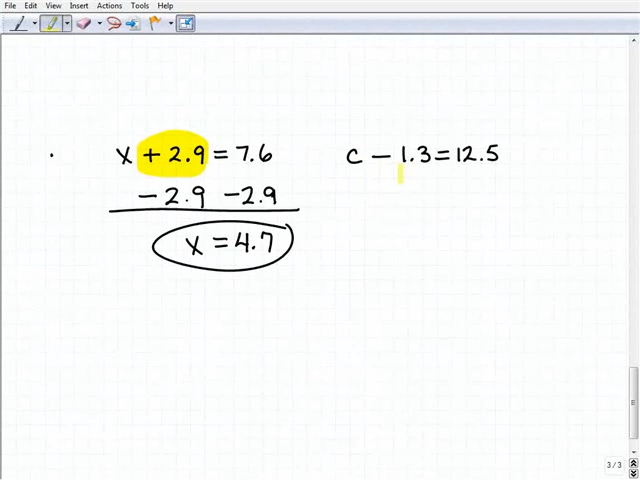 File Edit View Insert Actions Tools Help
x + 2.9 = 7.6
c − 1.3 = 12.5
− 2.9 − 2.9
x = 4.7
3/3